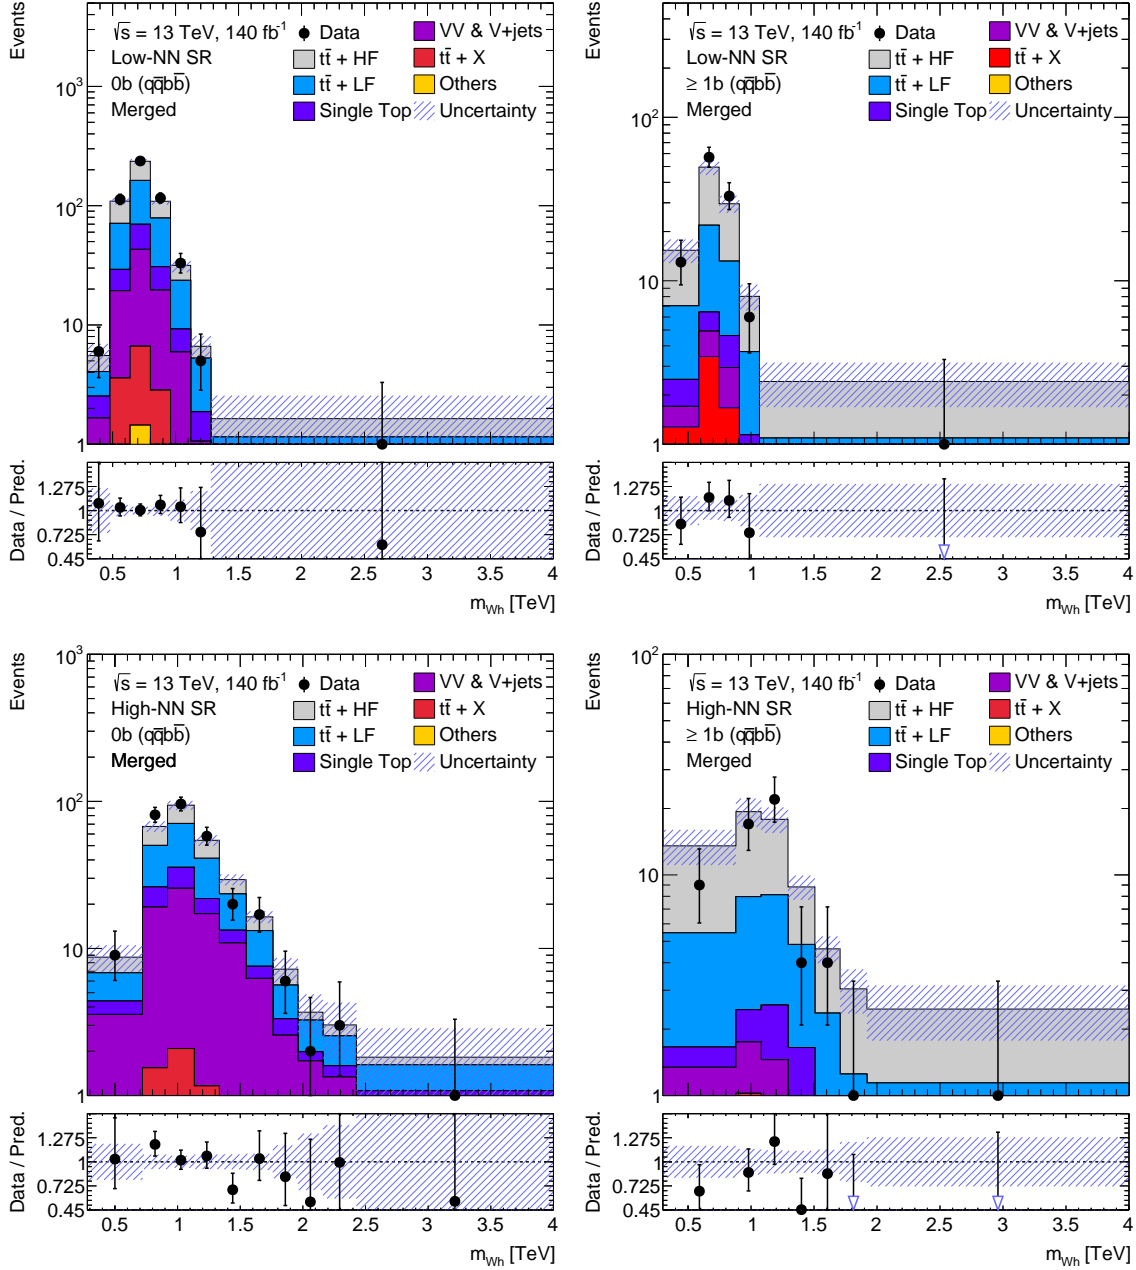 Events
√s = 13 TeV, 140 fb⁻¹
Low-NN SR
0b (qq̅bb̅)
Merged
Data
tt̅ + HF
tt̅ + LF
Single Top
VV & V+jets
tt̅ + X
Others
Uncertainty
10³
10²
10
1
Data / Pred.
1.275
1
0.725
0.45
0.5 1 1.5 2 2.5 3 3.5 4
m_Wh [TeV]
Events
√s = 13 TeV, 140 fb⁻¹
Low-NN SR
≥ 1b (qq̅bb̅)
Merged
Data
tt̅ + HF
tt̅ + LF
Single Top
VV & V+jets
tt̅ + X
Others
Uncertainty
10²
10
1
Data / Pred.
1.275
1
0.725
0.45
0.5 1 1.5 2 2.5 3 3.5 4
m_Wh [TeV]
Events
√s = 13 TeV, 140 fb⁻¹
High-NN SR
0b (qq̅bb̅)
Merged
Data
tt̅ + HF
tt̅ + LF
Single Top
VV & V+jets
tt̅ + X
Others
Uncertainty
10³
10²
10
1
Data / Pred.
1.275
1
0.725
0.45
0.5 1 1.5 2 2.5 3 3.5 4
m_Wh [TeV]
Events
√s = 13 TeV, 140 fb⁻¹
High-NN SR
≥ 1b (qq̅bb̅)
Merged
Data
tt̅ + HF
tt̅ + LF
Single Top
VV & V+jets
tt̅ + X
Others
Uncertainty
10²
10
1
Data / Pred.
1.275
1
0.725
0.45
0.5 1 1.5 2 2.5 3 3.5 4
m_Wh [TeV]